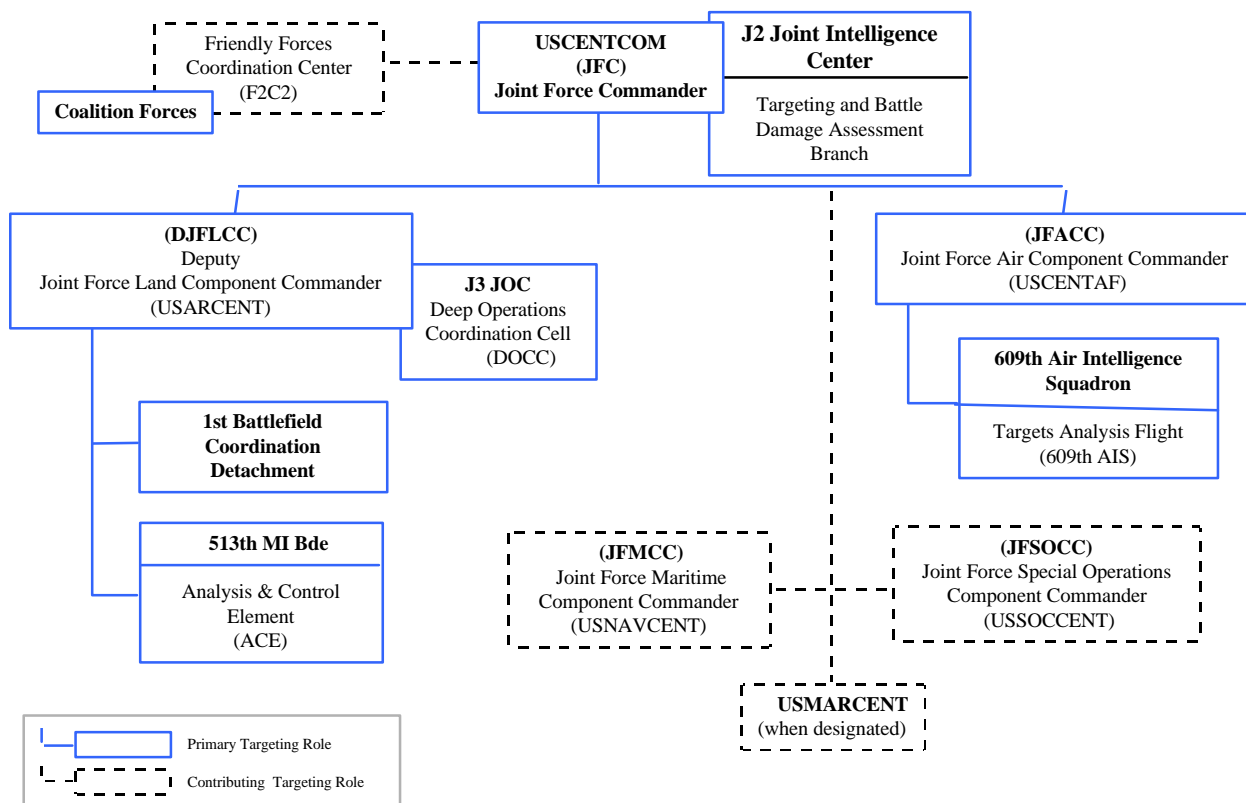 Friendly Forces
Coordination Center
(F2C2)
Coalition Forces
USCENTCOM
(JFC)
Joint Force Commander
J2 Joint Intelligence
Center
Targeting and Battle
Damage Assessment
Branch
(DJFLCC)
Deputy
Joint Force Land Component Commander
(USARCENT)
J3 JOC
Deep Operations
Coordination Cell
(DOCC)
(JFACC)
Joint Force Air Component Commander
(USCENTAF)
609th Air Intelligence
Squadron
Targets Analysis Flight
(609th AIS)
1st Battlefield
Coordination
Detachment
513th MI Bde
Analysis & Control
Element
(ACE)
(JFMCC)
Joint Force Maritime
Component Commander
(USNAVCENT)
(JFSOCC)
Joint Force Special Operations
Component Commander
(USSOCCENT)
USMARCENT
(when designated)
Primary Targeting Role
Contributing Targeting Role